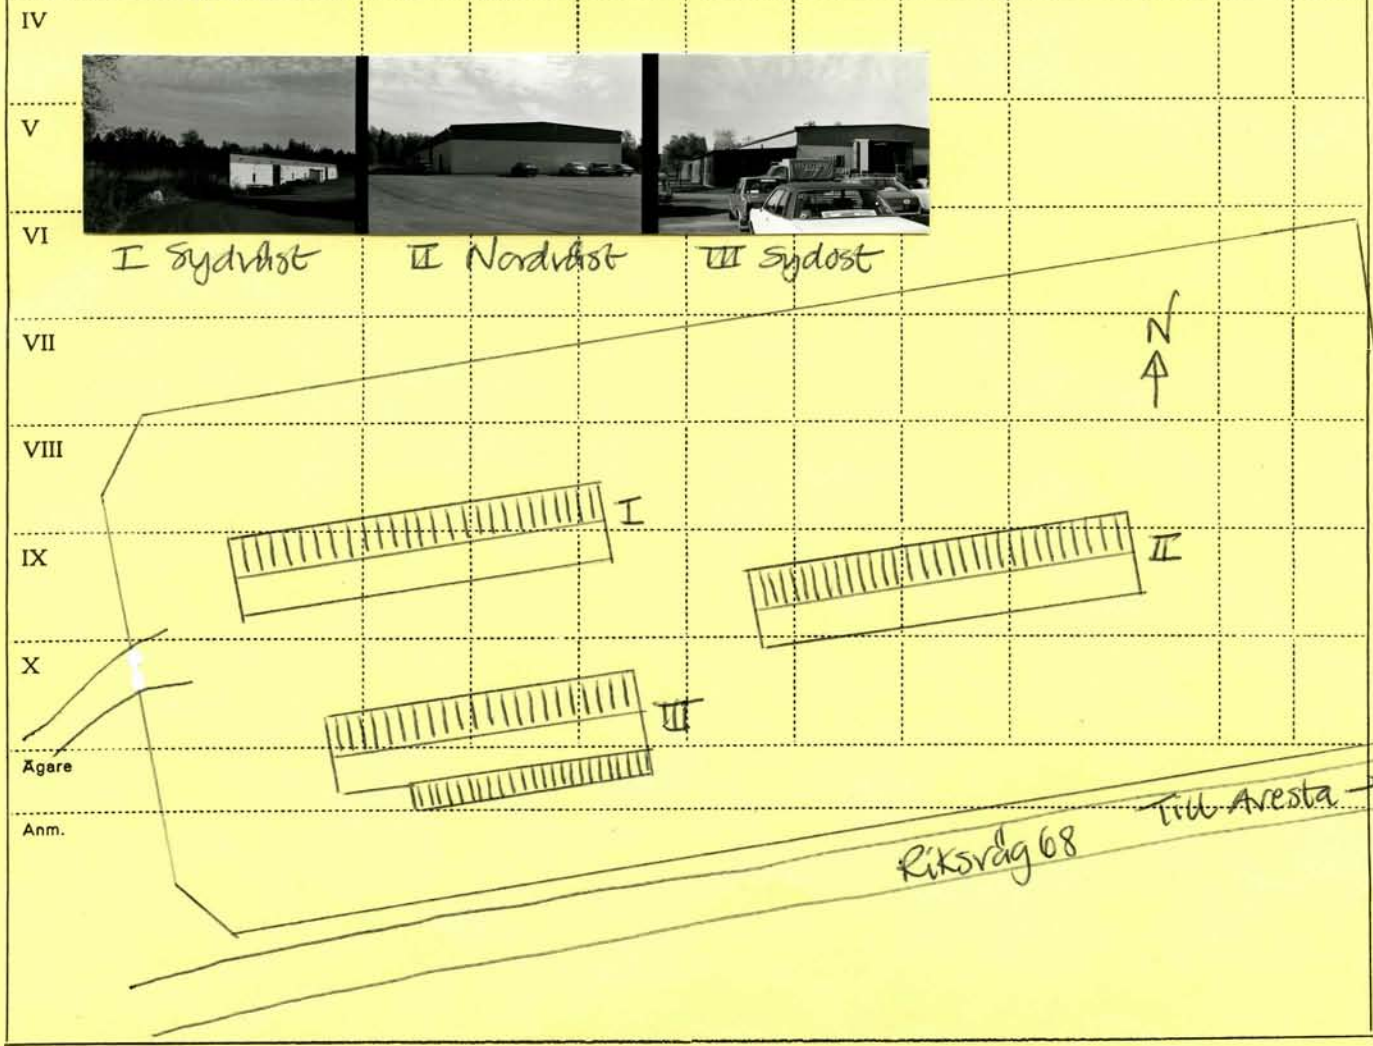 IV
V
VI
I Sydväst
II Nordväst
III Sydost
VII
N
VIII
I
IX
II
X
III
Ägare
Till Avesta
Anm.
Riksväg 68